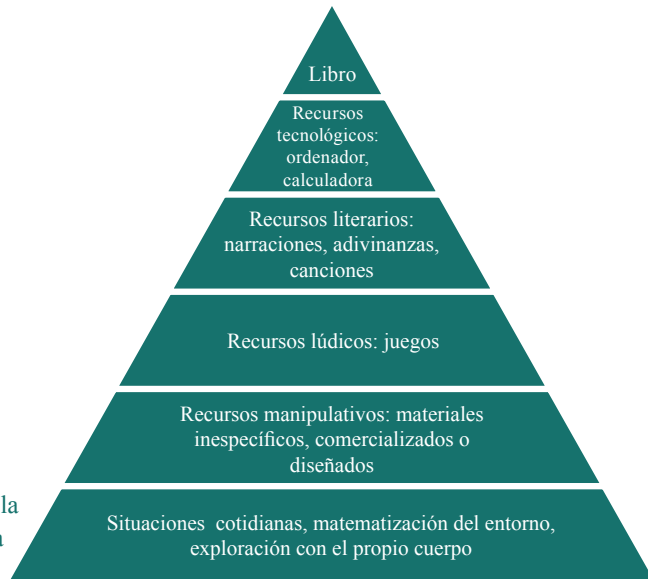 Libro
Recursos
tecnológicos:
ordenador,
calculadora
Recursos literarios:
narraciones, adivinanzas,
canciones
Recursos lúdicos: juegos
Recursos manipulativos: materiales
inespecíficos, comercializados o
diseñados
la
Situaciones cotidianas, matematización del entorno,
exploración con el propio cuerpo